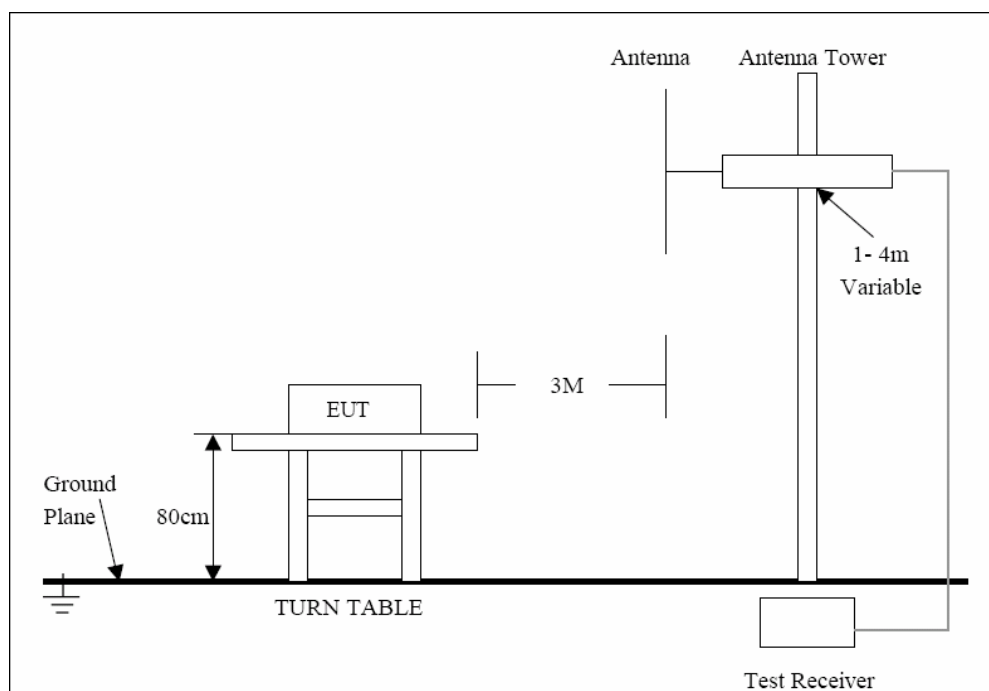 Antenna
Antenna Tower
1- 4m
Variable
3M
EUT
Ground
Plane
80cm
TURN TABLE
Test Receiver